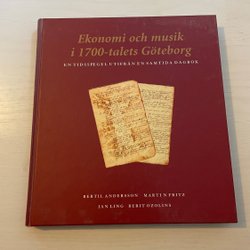 Ekonomi och musik
i 1700-talets Göteborg
EN TIDSSPEGEL UTIFRÅN EN SAMTIDA DAGBOK
BERTIL ANDERSSON MARTIN FRITZ
JAN LING BERIT OZOLINS